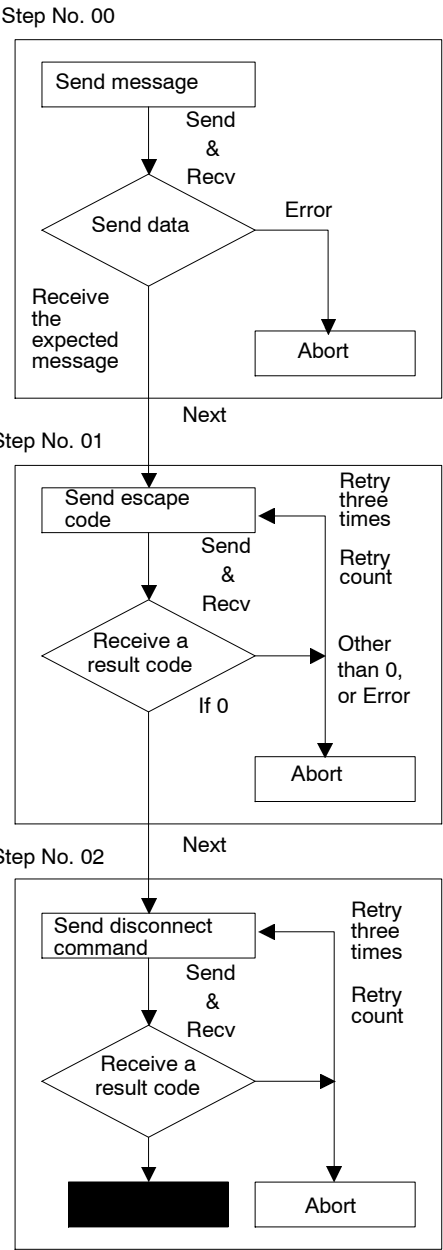 Step No. 00
Send message
Send
&
Recv
Send data
Error
Receive
the
expected
message
Abort
Next
Step No. 01
Send escape
code
Retry
three
times
Send
&
Recv
Retry
count
Receive a
result code
Other
than 0,
or Error
If 0
Abort
Next
Step No. 02
Send disconnect
command
Retry
three
times
Send
&
Recv
Retry
count
Receive a
result code
Abort